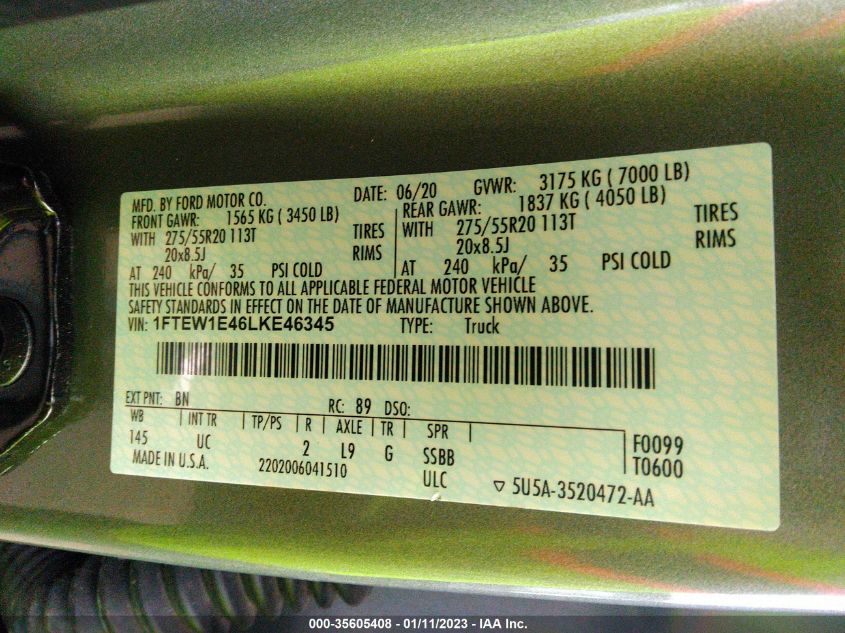 MFD. BY FORD MOTOR CO. DATE: 06/20 GVWR: 3175 KG ( 7000 LB)
FRONT GAWR: 1565 KG ( 3450 LB) REAR GAWR: 1837 KG ( 4050 LB)
WITH 275/55R20 113T TIRES WITH 275/55R20 113T TIRES
20x8.5J RIMS 20x8.5J RIMS
AT 240 kPa/ 35 PSI COLD AT 240 kPa/ 35 PSI COLD
THIS VEHICLE CONFORMS TO ALL APPLICABLE FEDERAL MOTOR VEHICLE
SAFETY STANDARDS IN EFFECT ON THE DATE OF MANUFACTURE SHOWN ABOVE.
VIN: 1FTEW1E46LKE46345 TYPE: Truck
EXT PNT: BN RC: 89 DSO:
WB INT TR TP/PS R AXLE TR SPR F0099
145 UC 2 L9 G SSBB T0600
MADE IN U.S.A. 2202006041510 ULC ▽ 5U5A-3520472-AA
000-35605408 - 01/11/2023 - IAA Inc.